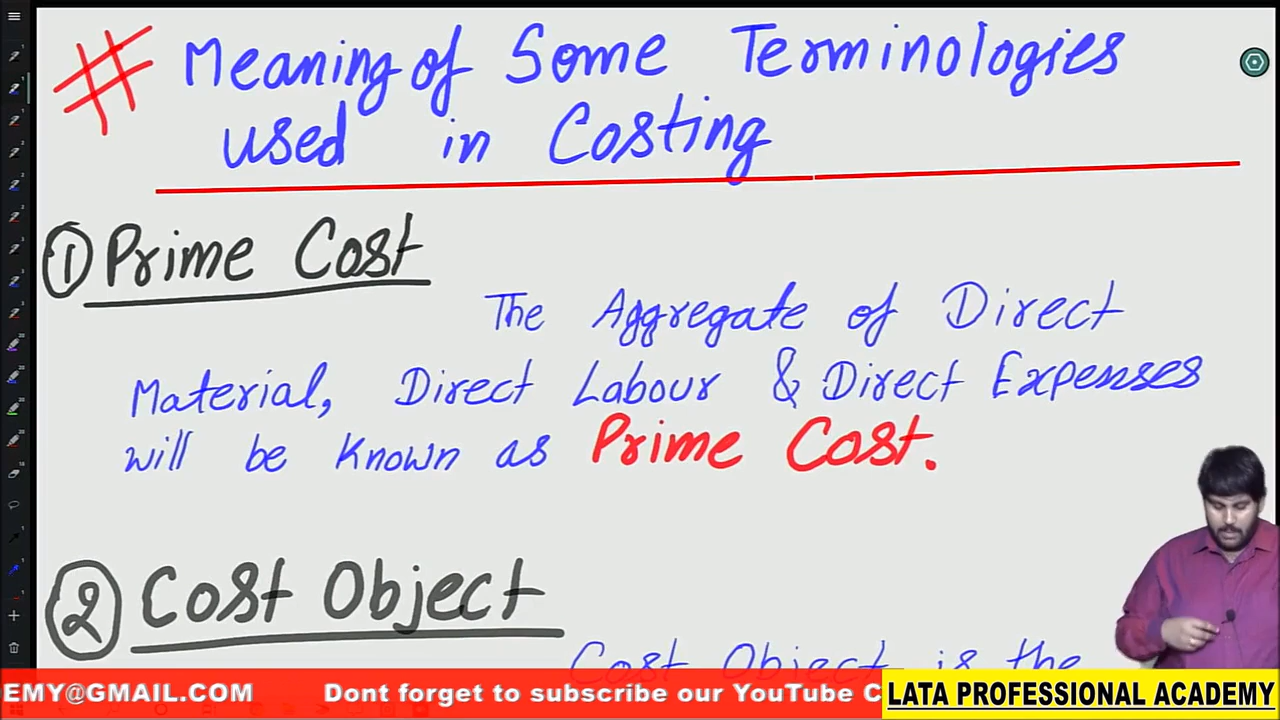 # Meaning of Some Terminologies
used in Costing
① Prime Cost
The Aggregate of Direct
Material, Direct Labour & Direct Expenses
will be known as Prime Cost.
② Cost Object
Cost Object is the
EMY@GMAIL.COM Dont forget to subscribe our YouTube C LATA PROFESSIONAL ACADEMY